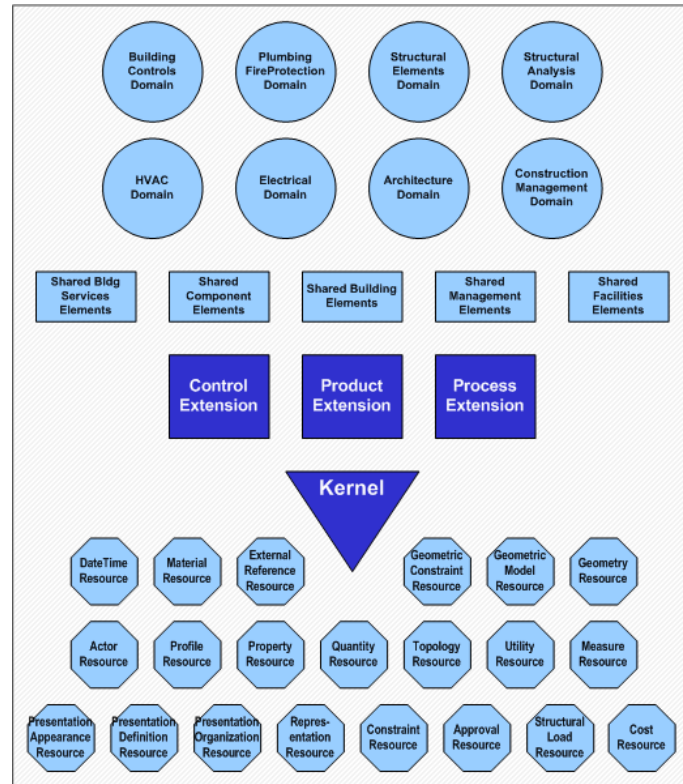 Building
Controls
Domain
Plumbing
FireProtection
Domain
Structural
Elements
Domain
Structural
Analysis
Domain
HVAC
Domain
Electrical
Domain
Architecture
Domain
Construction
Management
Domain
Shared Bldg
Services
Elements
Shared
Component
Elements
Shared Building
Elements
Shared
Management
Elements
Shared
Facilities
Elements
Control
Extension
Product
Extension
Process
Extension
Kernel
DateTime
Resource
Material
Resource
External
Reference
Resource
Geometric
Constraint
Resource
Geometric
Model
Resource
Geometry
Resource
Actor
Resource
Profile
Resource
Property
Resource
Quantity
Resource
Topology
Resource
Utility
Resource
Measure
Resource
Presentation
Appearance
Resource
Presentation
Definition
Resource
Presentation
Organization
Resource
Repres-
entation
Resource
Constraint
Resource
Approval
Resource
Structural
Load
Resource
Cost
Resource